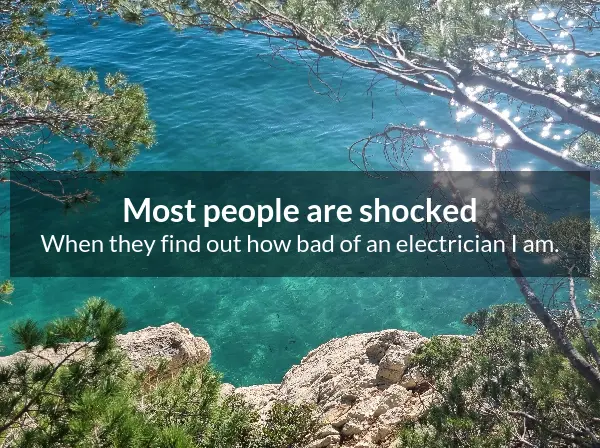 Most people are shocked
When they find out how bad of an electrician I am.